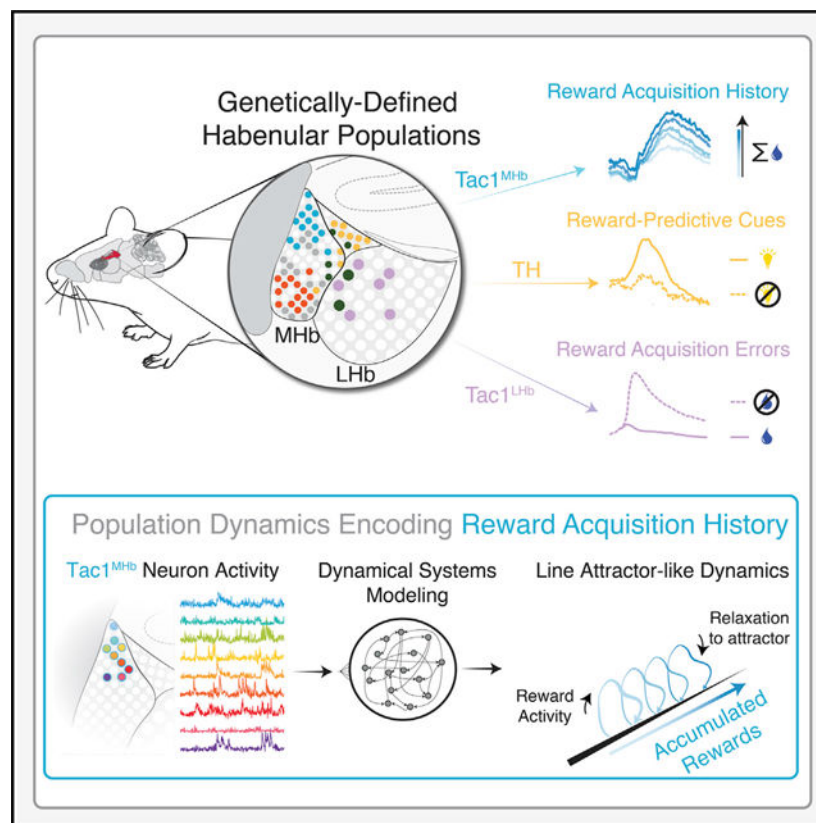 Genetically-Defined
Habenular Populations
MHb
LHb
Reward Acquisition History
Tac1MHb
Σ
Reward-Predictive Cues
TH
Reward Acquisition Errors
Tac1LHb
Population Dynamics Encoding Reward Acquisition History
Tac1MHb Neuron Activity
Dynamical Systems
Modeling
Line Attractor-like Dynamics
Relaxation
to attractor
Reward
Activity
Accumulated
Rewards